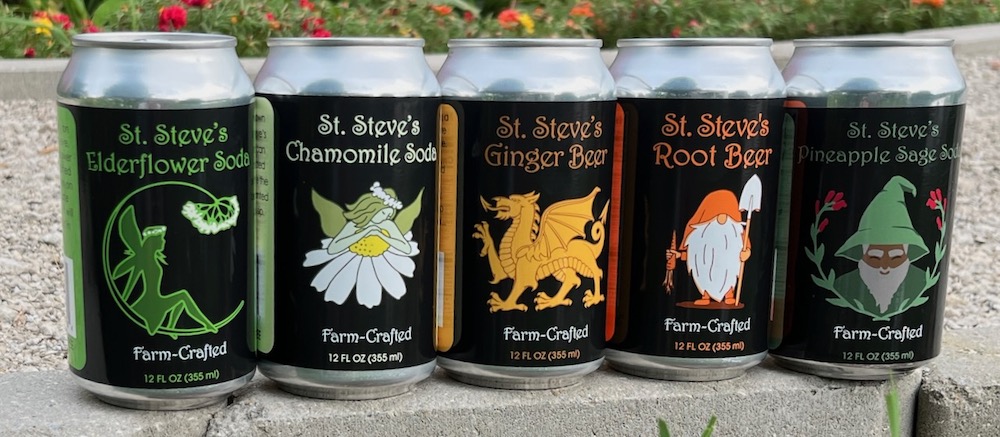 St. Steve's
Elderflower Soda
Farm-Crafted
12 FL OZ (355 ml)
St. Steve's
Chamomile Soda
Farm-Crafted
12 FL OZ (355 ml)
St. Steve's
Ginger Beer
Farm-Crafted
12 FL OZ (355 ml)
St. Steve's
Root Beer
Farm-Crafted
12 FL OZ (355 ml)
St. Steve's
Pineapple Sage Sod
Farm-Crafted
12 FL OZ (355 ml)